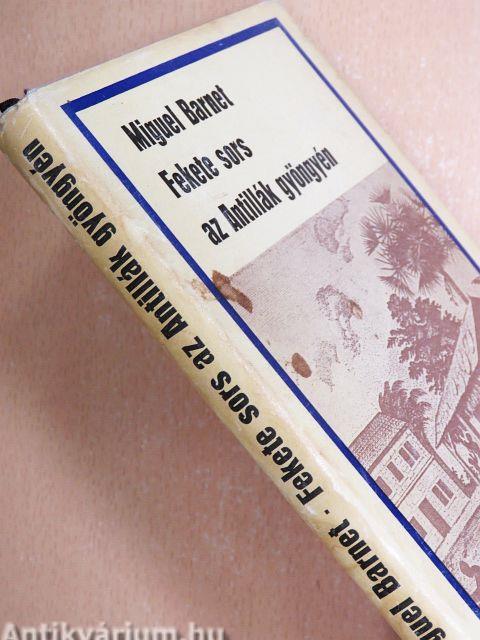 Miguel Barnet
Fekete sors
az Antillák gyöngyén
guel Barnet · Fekete sors az Antillák gyöngyén
Antikvárium.hu